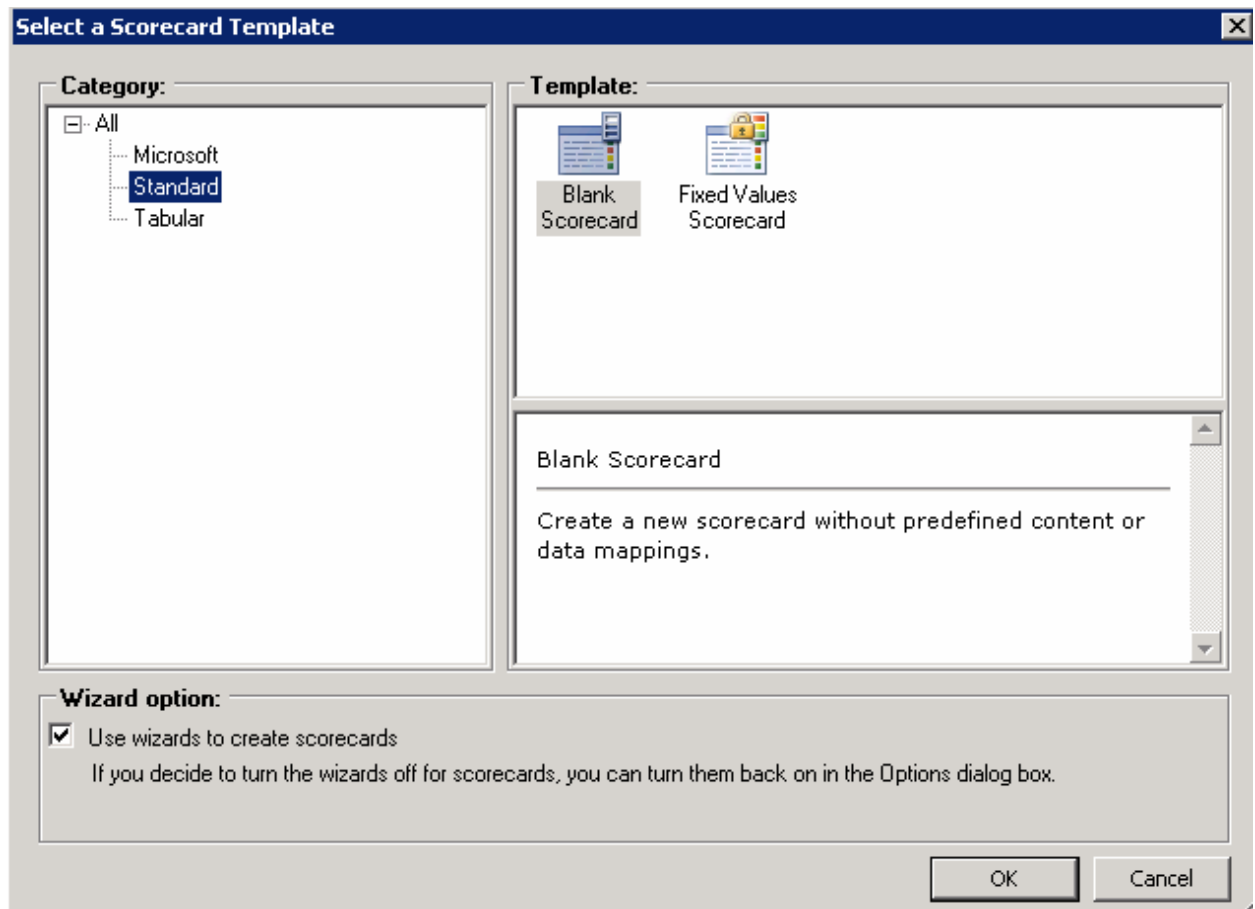 Select a Scorecard Template
Category:
All
Microsoft
Standard
Tabular
Template:
Blank
Scorecard
Fixed Values
Scorecard
Blank Scorecard
Create a new scorecard without predefined content or
data mappings.
Wizard option:
Use wizards to create scorecards
If you decide to turn the wizards off for scorecards, you can turn them back on in the Options dialog box.
OK
Cancel